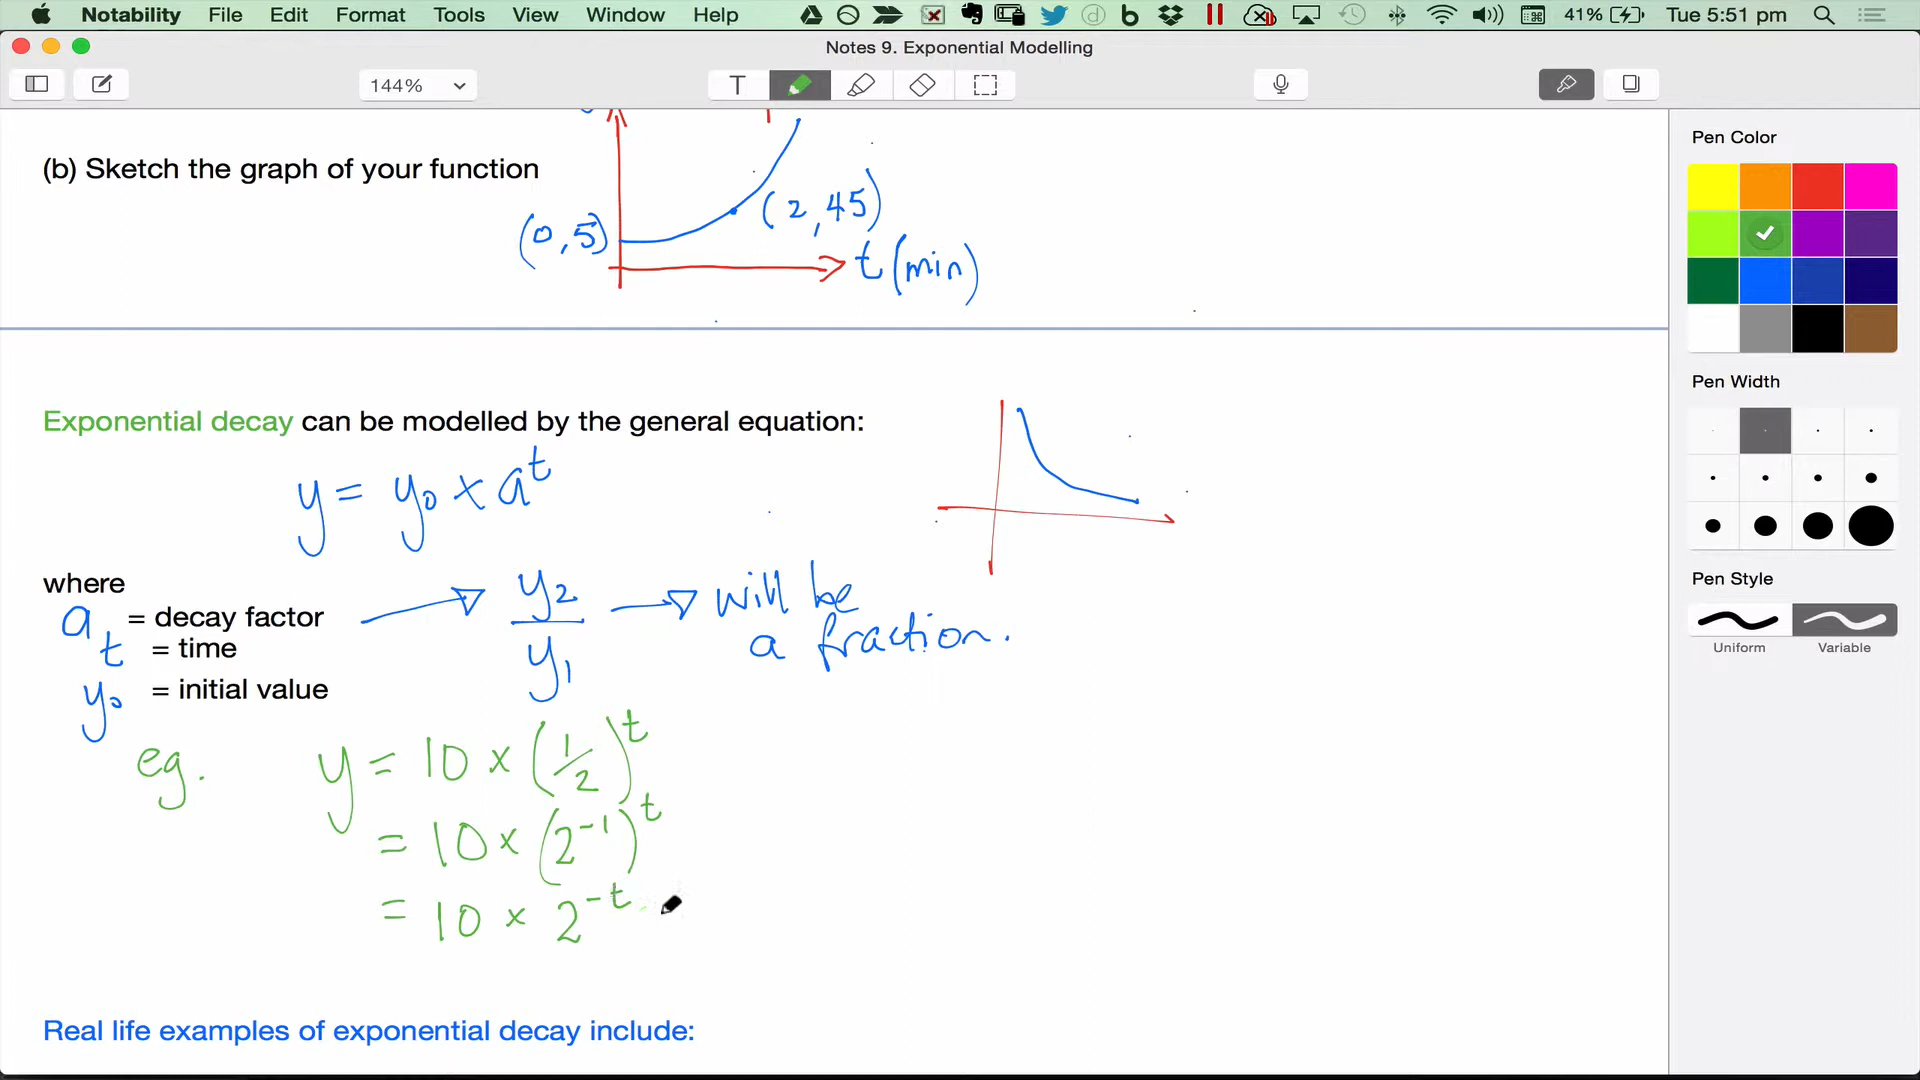 Notability File Edit Format Tools View Window Help 41% Tue 5:51 pm
Notes 9. Exponential Modelling
144% T
(b) Sketch the graph of your function
(0, 5)
(2, 45)
t (min)
Exponential decay can be modelled by the general equation:
y = y₀ × aᵗ
where
a = decay factor → y₂/y₁ → will be a fraction.
t = time
y₀ = initial value
eg. y = 10 × (1/2)ᵗ
= 10 × (2⁻¹)ᵗ
= 10 × 2⁻ᵗ
Real life examples of exponential decay include:
Pen Color
Pen Width
Pen Style
Uniform Variable